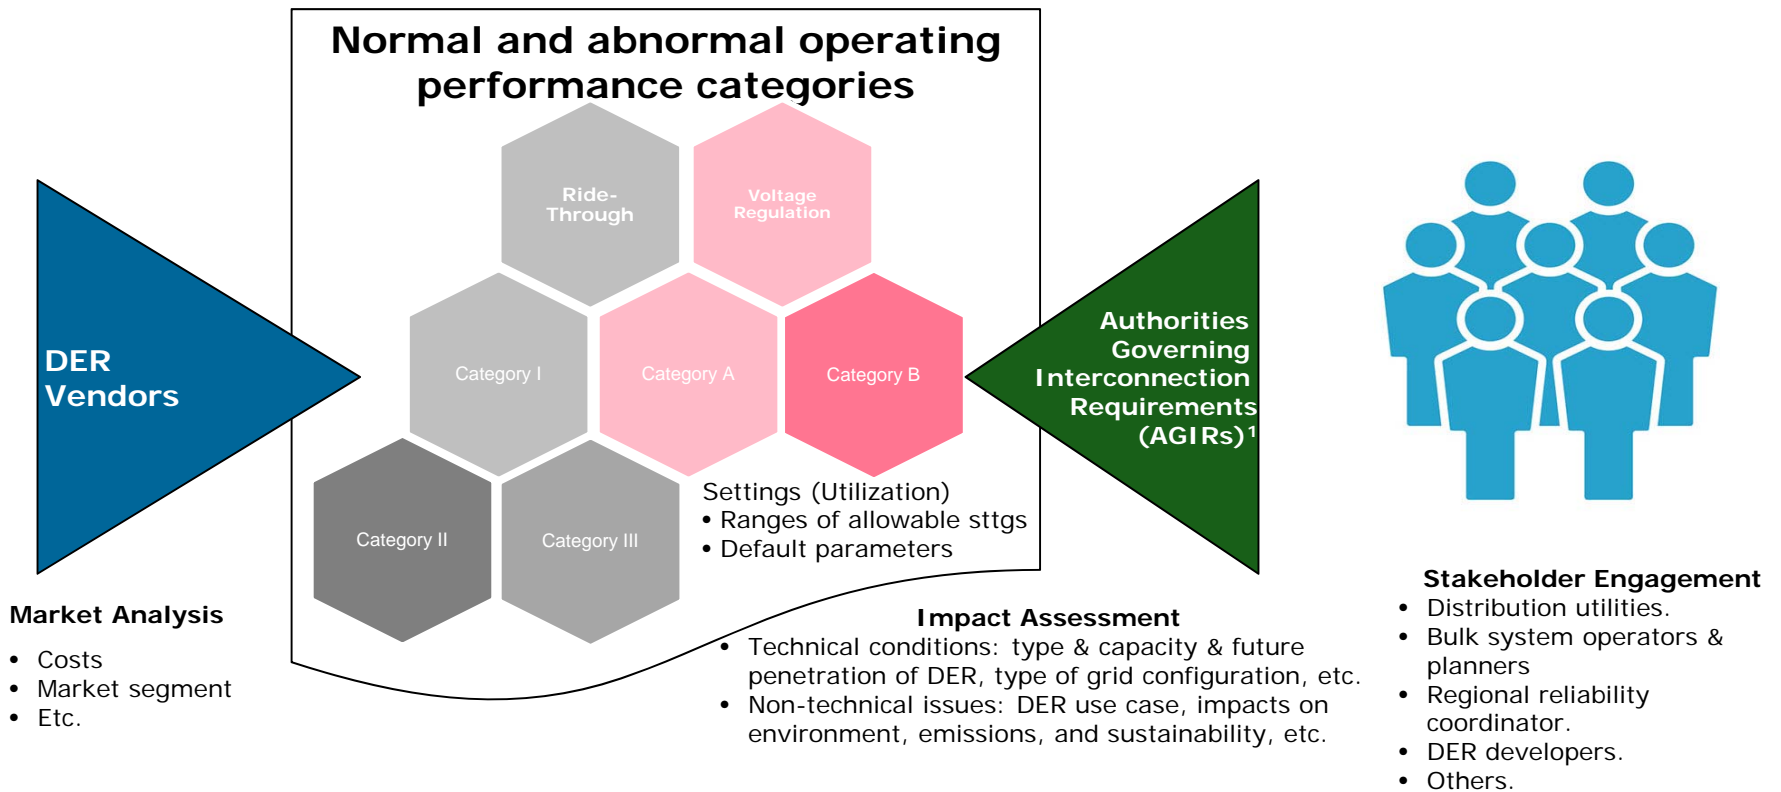 Normal and abnormal operating
performance categories
Ride-
Through
Voltage
Regulation
DER
Vendors
Category I
Category A
Category B
Authorities
Governing
Interconnection
Requirements
(AGIRs)¹
Category II
Category III
Settings (Utilization)
• Ranges of allowable sttgs
• Default parameters
Market Analysis
• Costs
• Market segment
• Etc.
Impact Assessment
• Technical conditions: type & capacity & future
penetration of DER, type of grid configuration, etc.
• Non-technical issues: DER use case, impacts on
environment, emissions, and sustainability, etc.
Stakeholder Engagement
• Distribution utilities.
• Bulk system operators &
planners
• Regional reliability
coordinator.
• DER developers.
• Others.